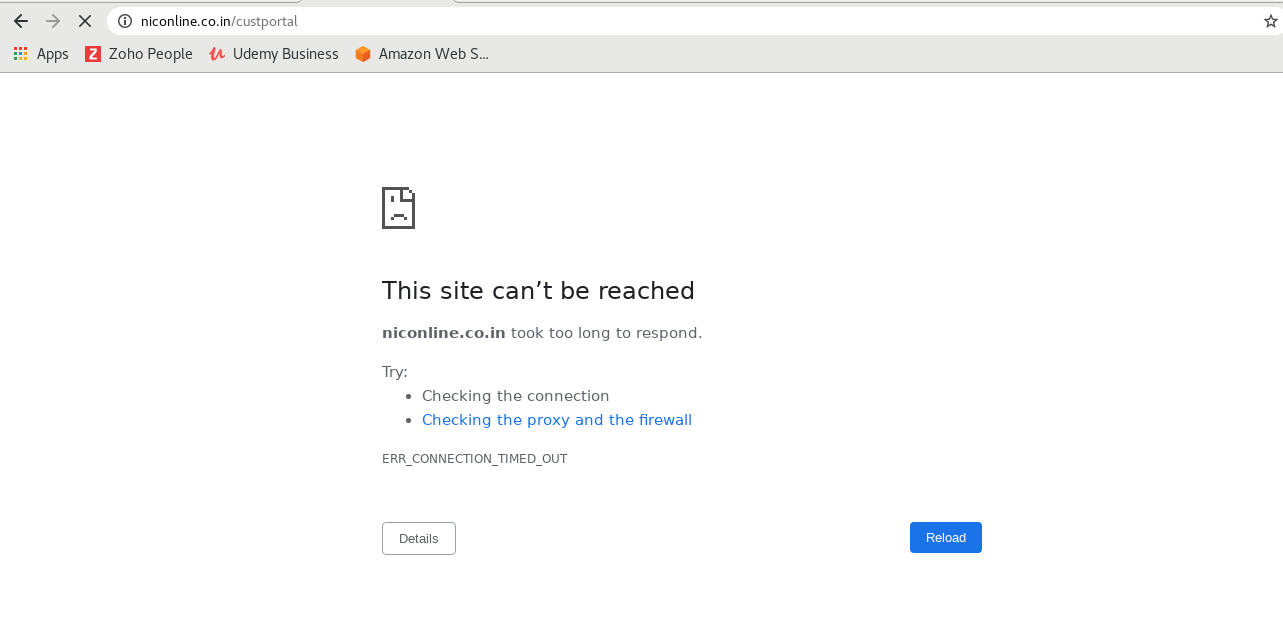 niconline.co.in/custportal
Apps Zoho People Udemy Business Amazon Web S...
This site can’t be reached
niconline.co.in took too long to respond.
Try:
Checking the connection
Checking the proxy and the firewall
ERR_CONNECTION_TIMED_OUT
Details Reload